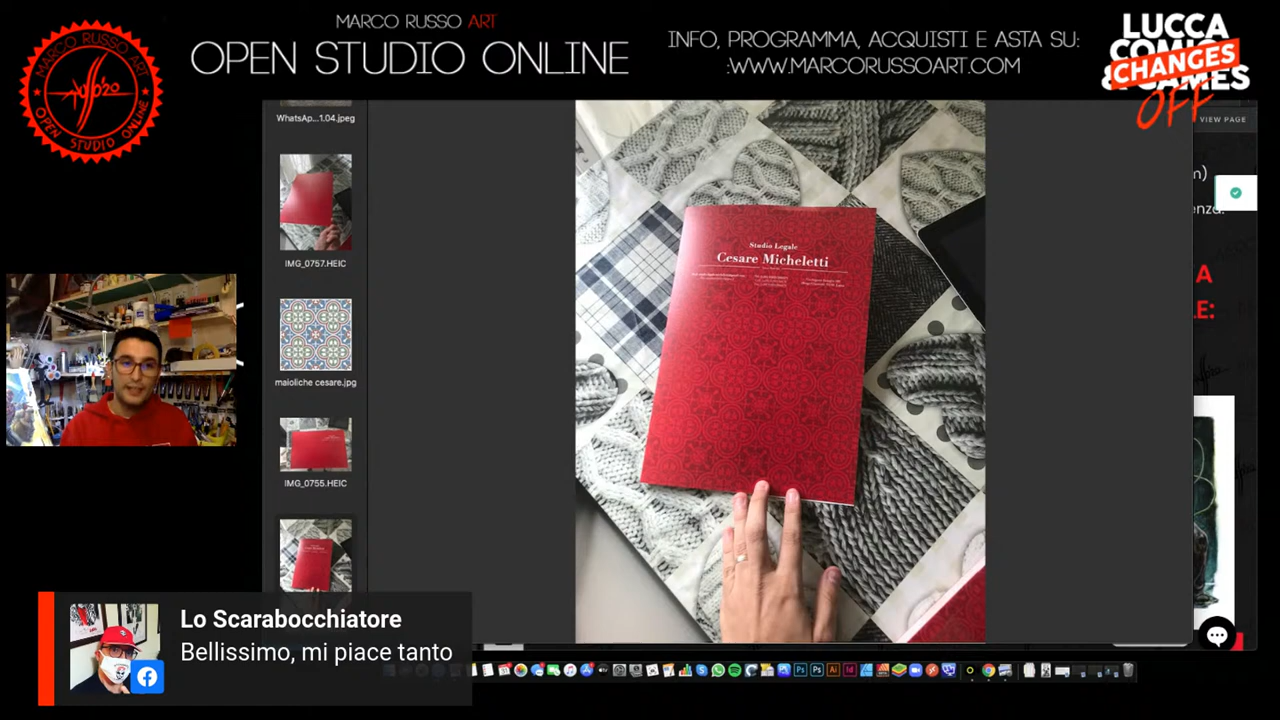 MARCO RUSSO ART
OPEN STUDIO ONLINE
INFO, PROGRAMMA, ACQUISTI E ASTA SU:
:WWW.MARCORUSSOART.COM
LUCCA
COMICS
CHANGES
& GAMES
OFF
MARCO RUSSO ART
OPEN STUDIO ONLINE
VIEW PAGE
WhatsAp...1.04.jpeg
IMG_0757.HEIC
maioliche cesare.jpg
IMG_0755.HEIC
Studio Legale
Cesare Micheletti
Lo Scarabocchiatore
Bellissimo, mi piace tanto